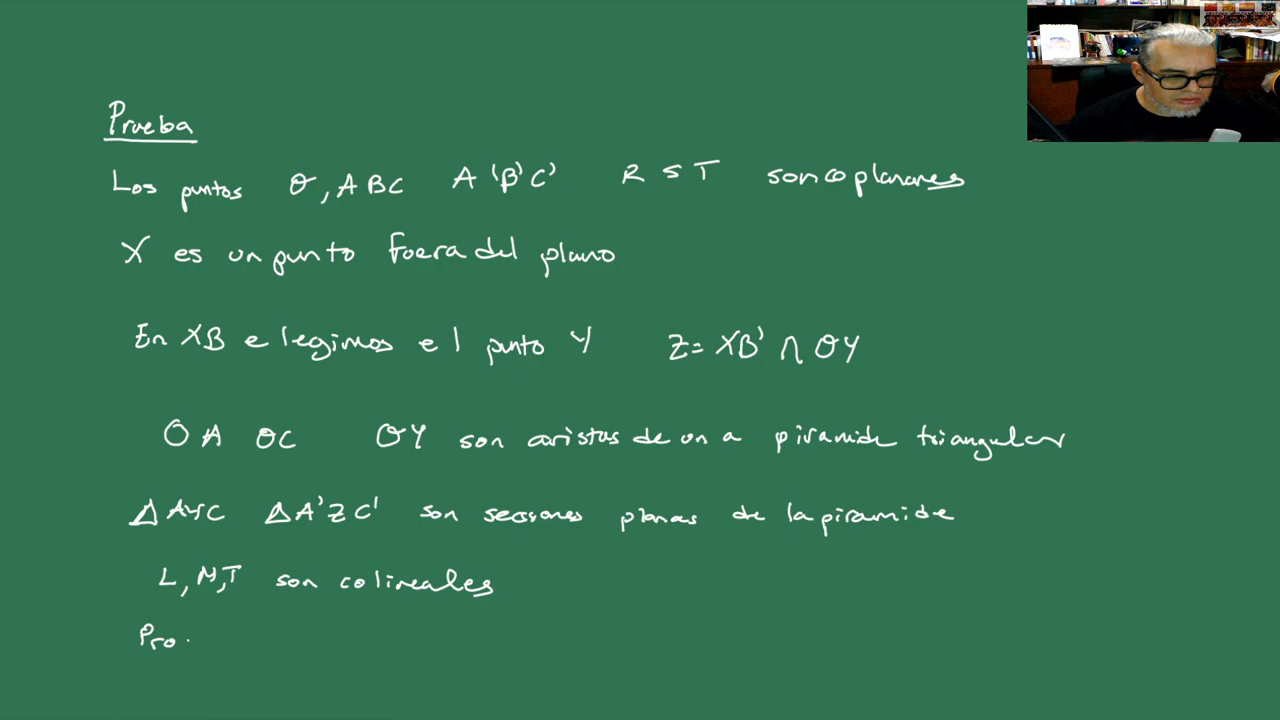 Prueba
Los puntos O, A B C A'B'C' R S T son coplanares
X es un punto fuera del plano
En XB elegimos el punto Y Z = XB' ∩ OY
OA OC OY son aristas de una piramide triangular
△AYC △A'ZC' son secciones planas de la piramide
L, M, T son colineales
Pro.